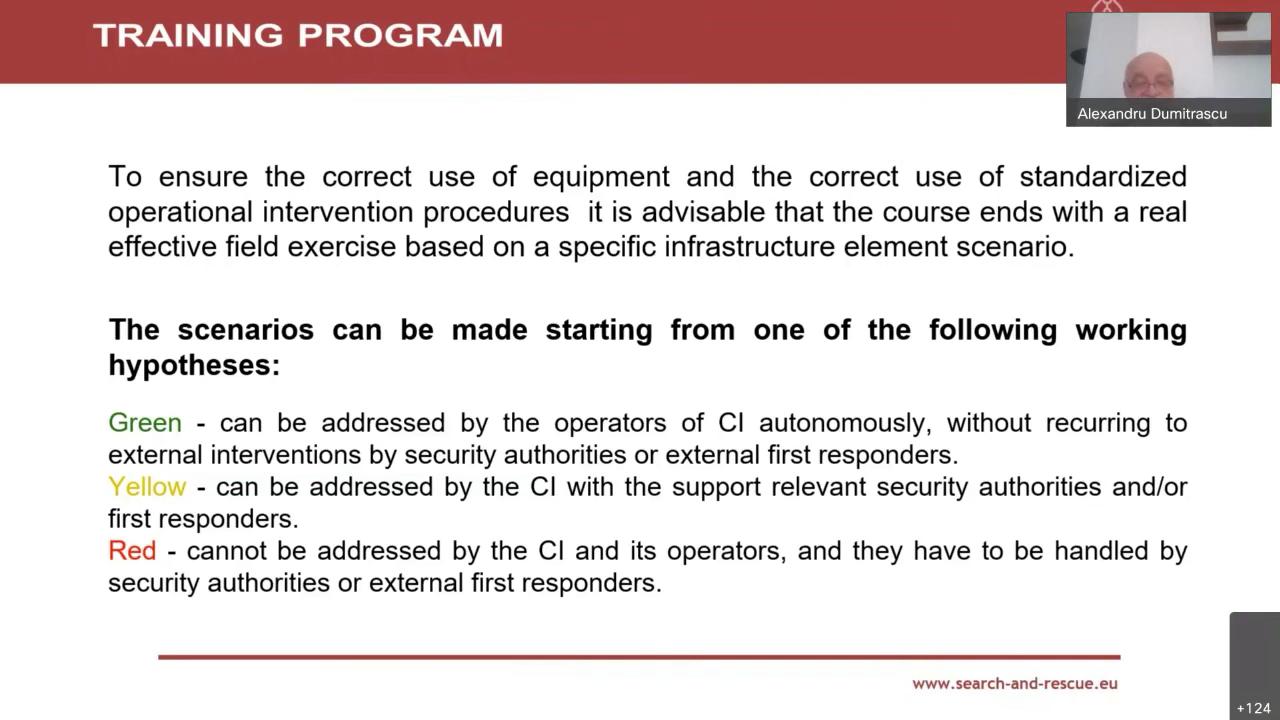 TRAINING PROGRAM
Alexandru Dumitrascu
To ensure the correct use of equipment and the correct use of standardized
operational intervention procedures it is advisable that the course ends with a real
effective field exercise based on a specific infrastructure element scenario.
The scenarios can be made starting from one of the following working
hypotheses:
Green - can be addressed by the operators of CI autonomously, without recurring to
external interventions by security authorities or external first responders.
Yellow - can be addressed by the CI with the support relevant security authorities and/or
first responders.
Red - cannot be addressed by the CI and its operators, and they have to be handled by
security authorities or external first responders.
www.search-and-rescue.eu
+124